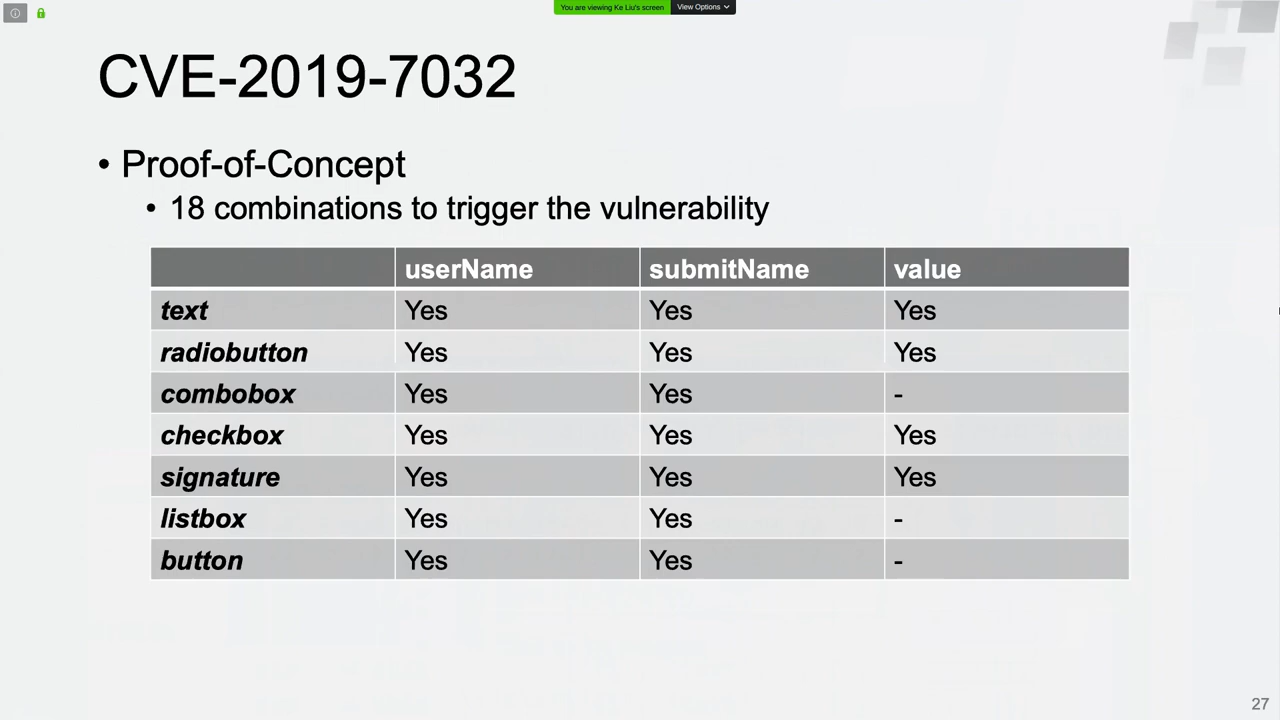 You are viewing Ke Liu's screen View Options
CVE-2019-7032
• Proof-of-Concept
• 18 combinations to trigger the vulnerability
userName submitName value
text Yes Yes Yes
radiobutton Yes Yes Yes
combobox Yes Yes -
checkbox Yes Yes Yes
signature Yes Yes Yes
listbox Yes Yes -
button Yes Yes -
27